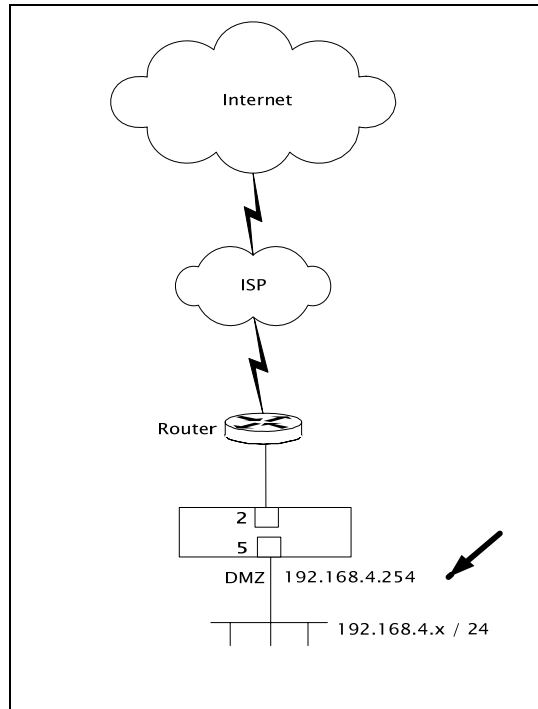 Internet
ISP
Router
2
5
DMZ 192.168.4.254
192.168.4.x / 24